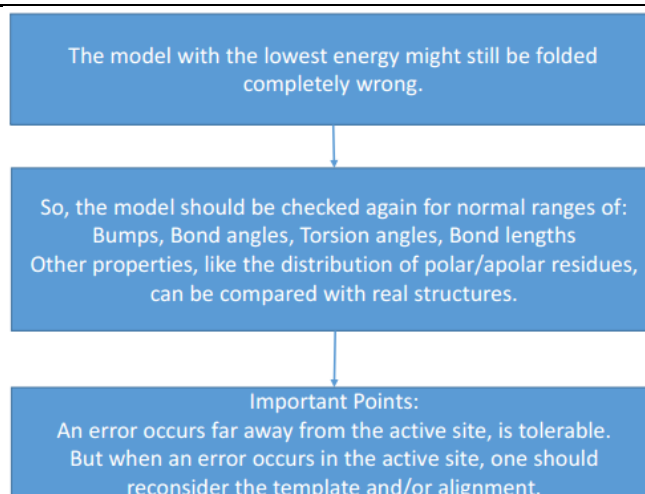 The model with the lowest energy might still be folded
completely wrong.
So, the model should be checked again for normal ranges of:
Bumps, Bond angles, Torsion angles, Bond lengths
Other properties, like the distribution of polar/apolar residues,
can be compared with real structures.
Important Points:
An error occurs far away from the active site, is tolerable.
But when an error occurs in the active site, one should
reconsider the template and/or alignment.